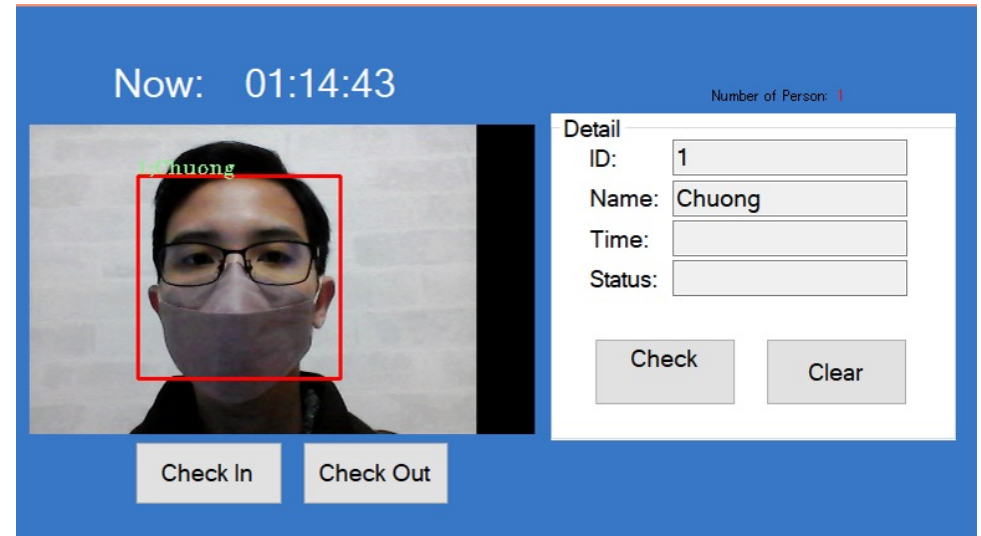 Now: 01:14:43
Number of Person: 1
1;Chuong
Detail
ID: 1
Name: Chuong
Time:
Status:
Check
Clear
Check In
Check Out